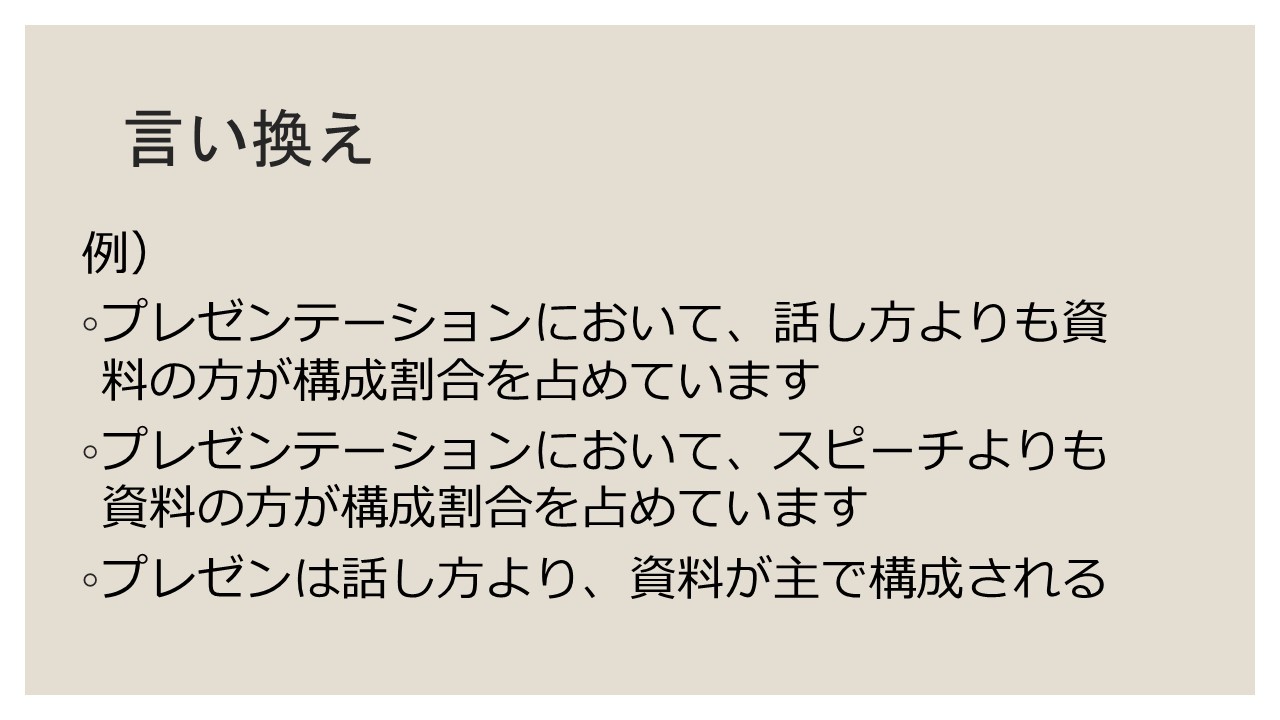 言い換え
例）
◦プレゼンテーションにおいて、話し方よりも資
料の方が構成割合を占めています
◦プレゼンテーションにおいて、スピーチよりも
資料の方が構成割合を占めています
◦プレゼンは話し方より、資料が主で構成される